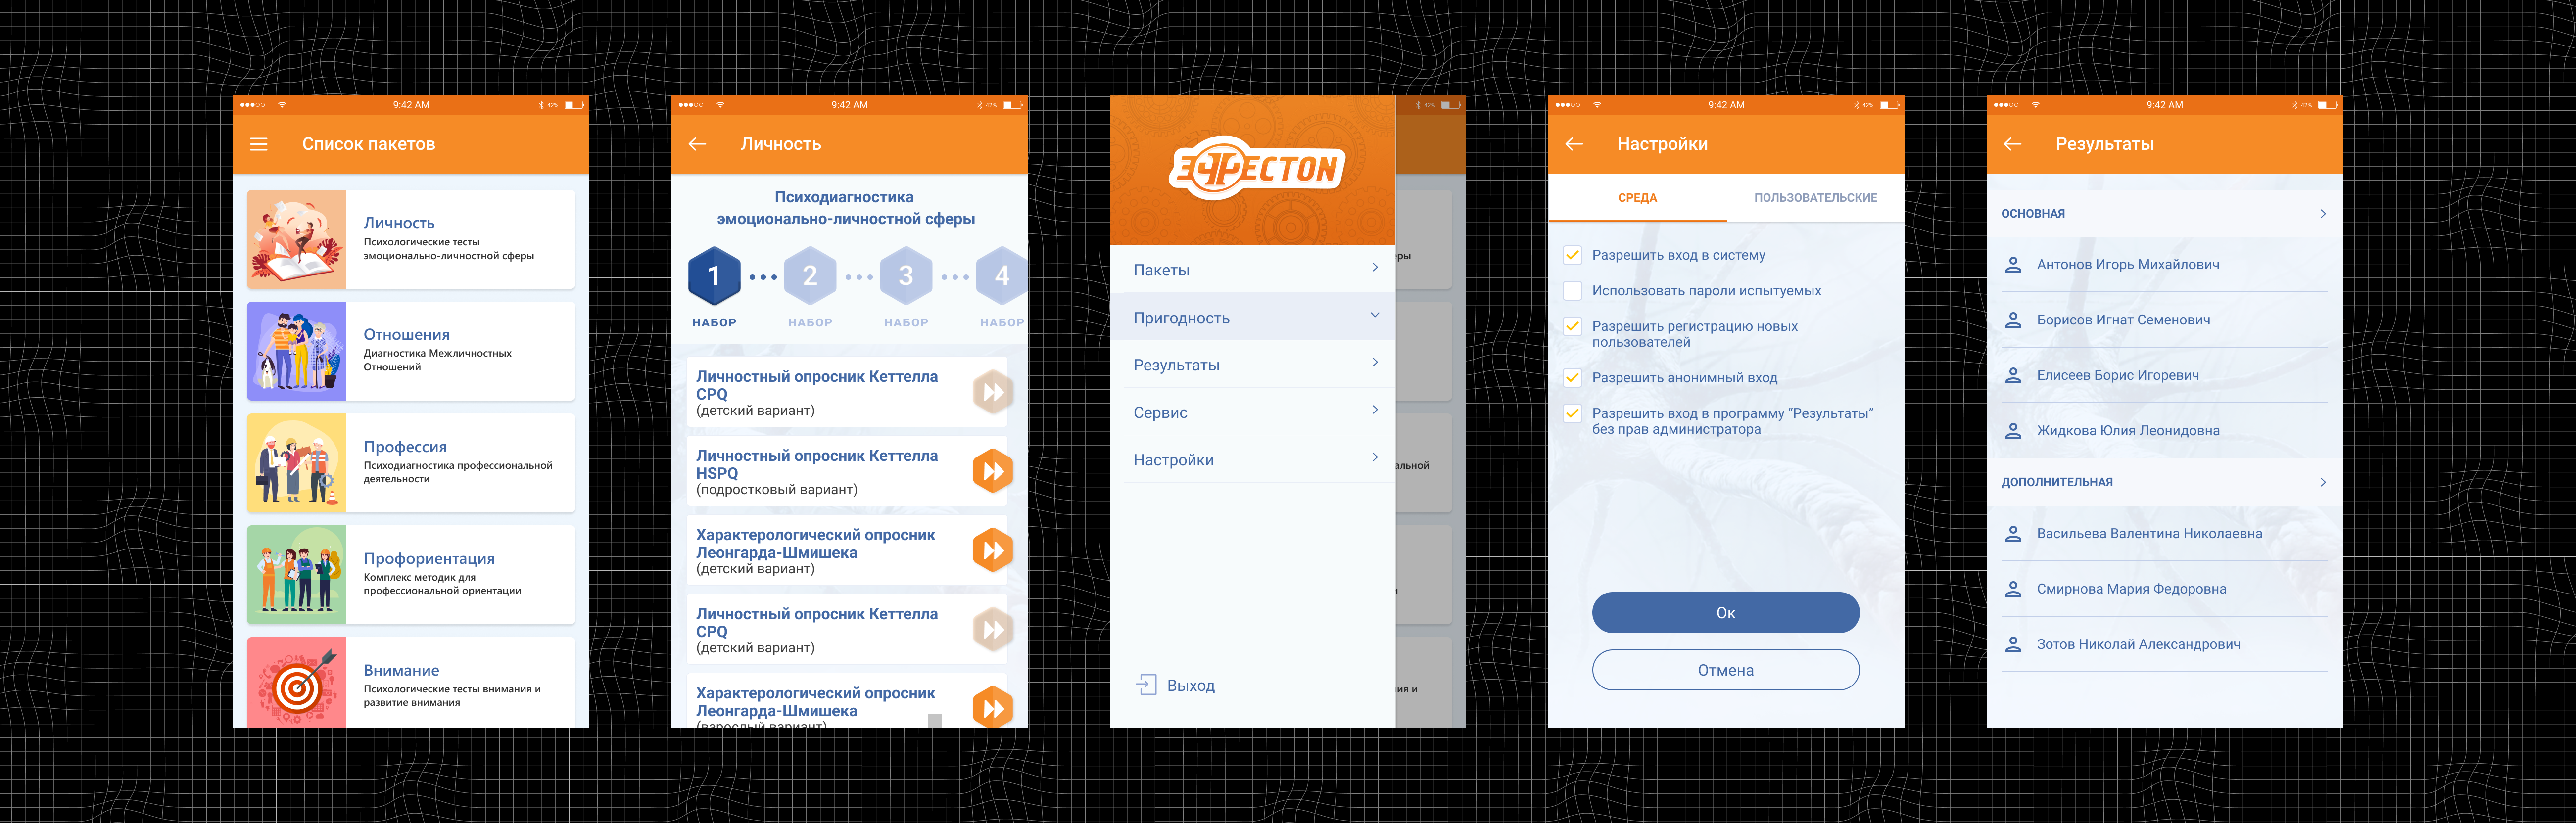 9:42 AM
42%
Список пакетов
Личность
Психологические тесты
эмоционально-личностной сферы
Отношения
Диагностика Межличностных
Отношений
Профессия
Психодиагностика профессиональной
деятельности
Профориентация
Комплекс методик для
профессиональной ориентации
Внимание
Психологические тесты внимания и
развитие внимания
9:42 AM
42%
Личность
Психодиагностика
эмоционально-личностной сферы
1
2
3
4
НАБОР
НАБОР
НАБОР
НАБОР
Личностный опросник Кеттелла
CPQ
(детский вариант)
Личностный опросник Кеттелла
HSPQ
(подростковый вариант)
Характерологический опросник
Леонгарда-Шмишека
(детский вариант)
Личностный опросник Кеттелла
CPQ
(детский вариант)
Характерологический опросник
Леонгарда-Шмишека
(взрослый вариант)
42%
Пакеты
Пригодность
Результаты
Сервис
Настройки
Выход
ры
альной
ия и
9:42 AM
42%
Настройки
СРЕДА
ПОЛЬЗОВАТЕЛЬСКИЕ
Разрешить вход в систему
Использовать пароли испытуемых
Разрешить регистрацию новых
пользователей
Разрешить анонимный вход
Разрешить вход в программу “Результаты”
без прав администратора
Ок
Отмена
9:42 AM
42%
Результаты
ОСНОВНАЯ
Антонов Игорь Михайлович
Борисов Игнат Семенович
Елисеев Борис Игоревич
Жидкова Юлия Леонидовна
ДОПОЛНИТЕЛЬНАЯ
Васильева Валентина Николаевна
Смирнова Мария Федоровна
Зотов Николай Александрович